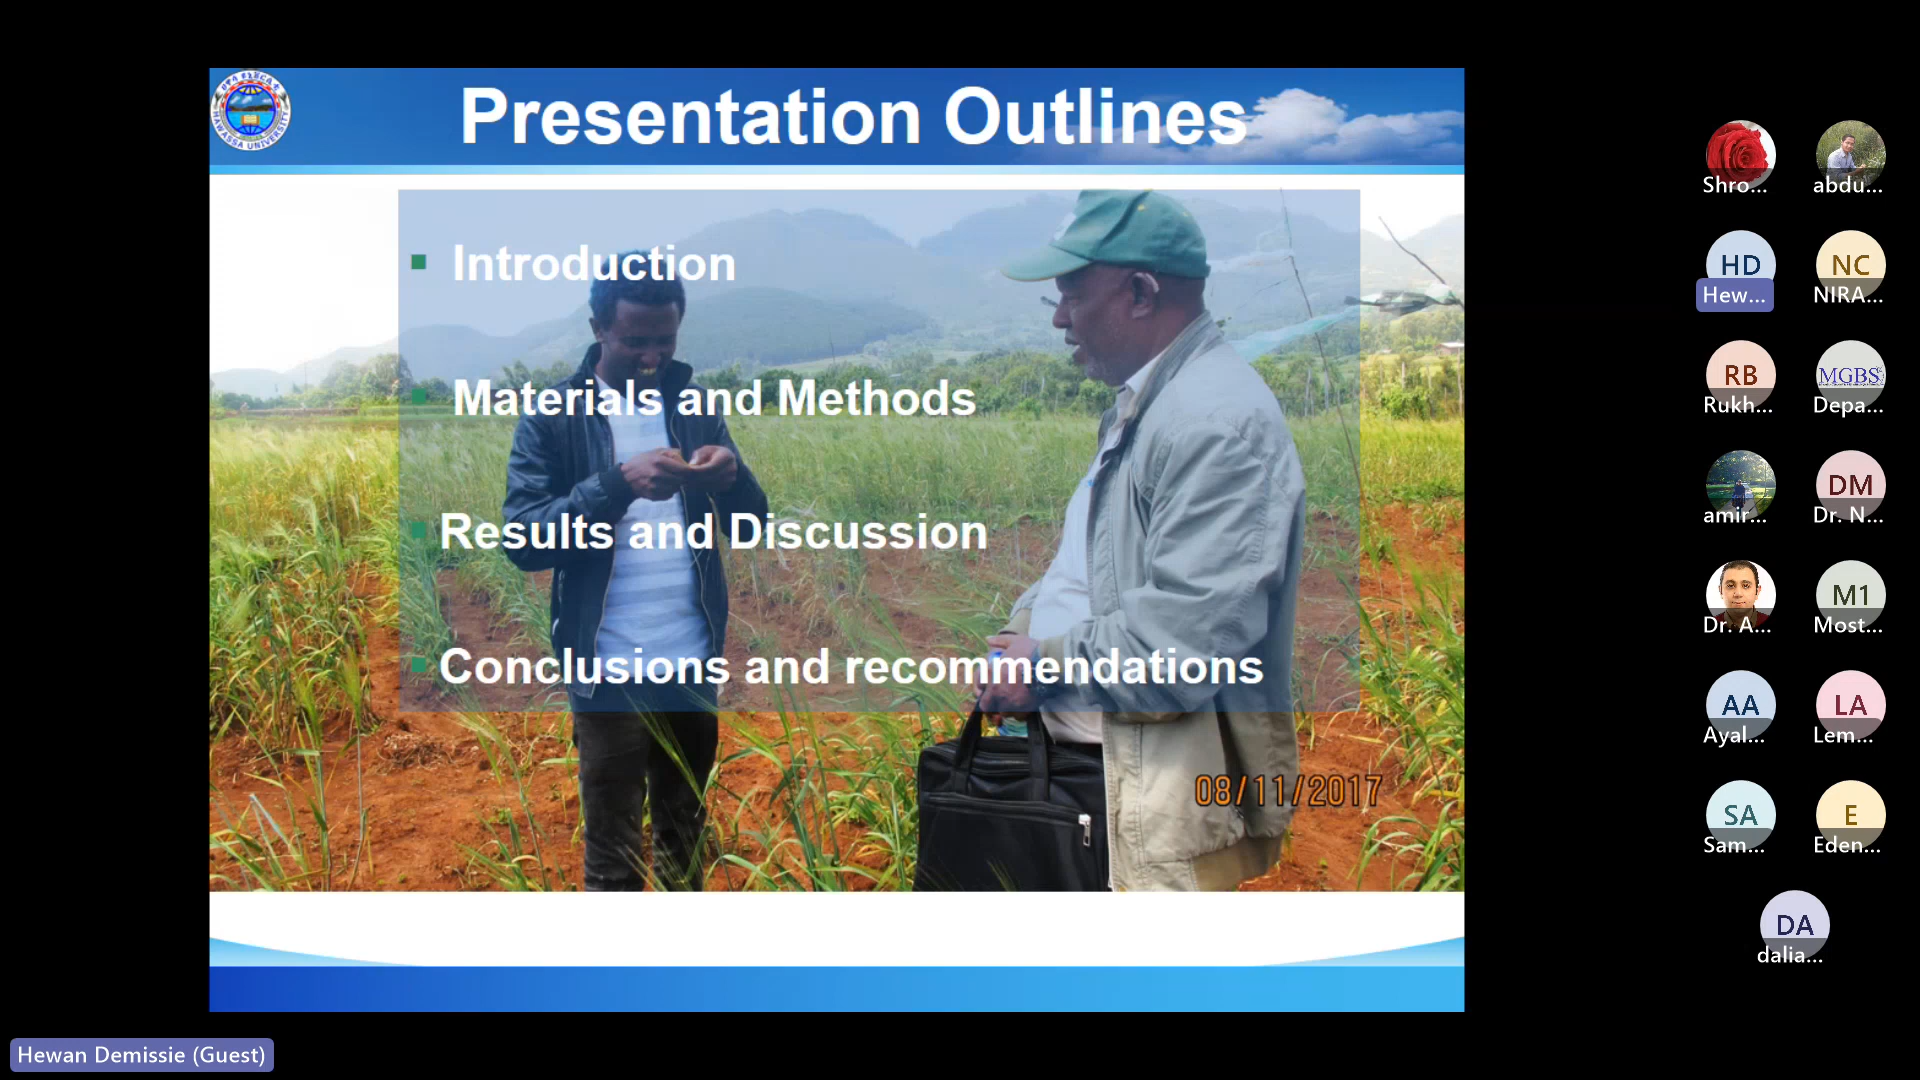 Presentation Outlines
HAWASSA UNIVERSITY
Introduction
Materials and Methods
Results and Discussion
Conclusions and recommendations
08/11/2017
Shro...
abdu...
HD
Hew...
NC
NIRA...
RB
Rukh...
MGBS
Depa...
amir...
DM
Dr. N...
Dr. A...
M1
Most...
AA
Ayal...
LA
Lem...
SA
Sam...
E
Eden...
DA
dalia...
Hewan Demissie (Guest)